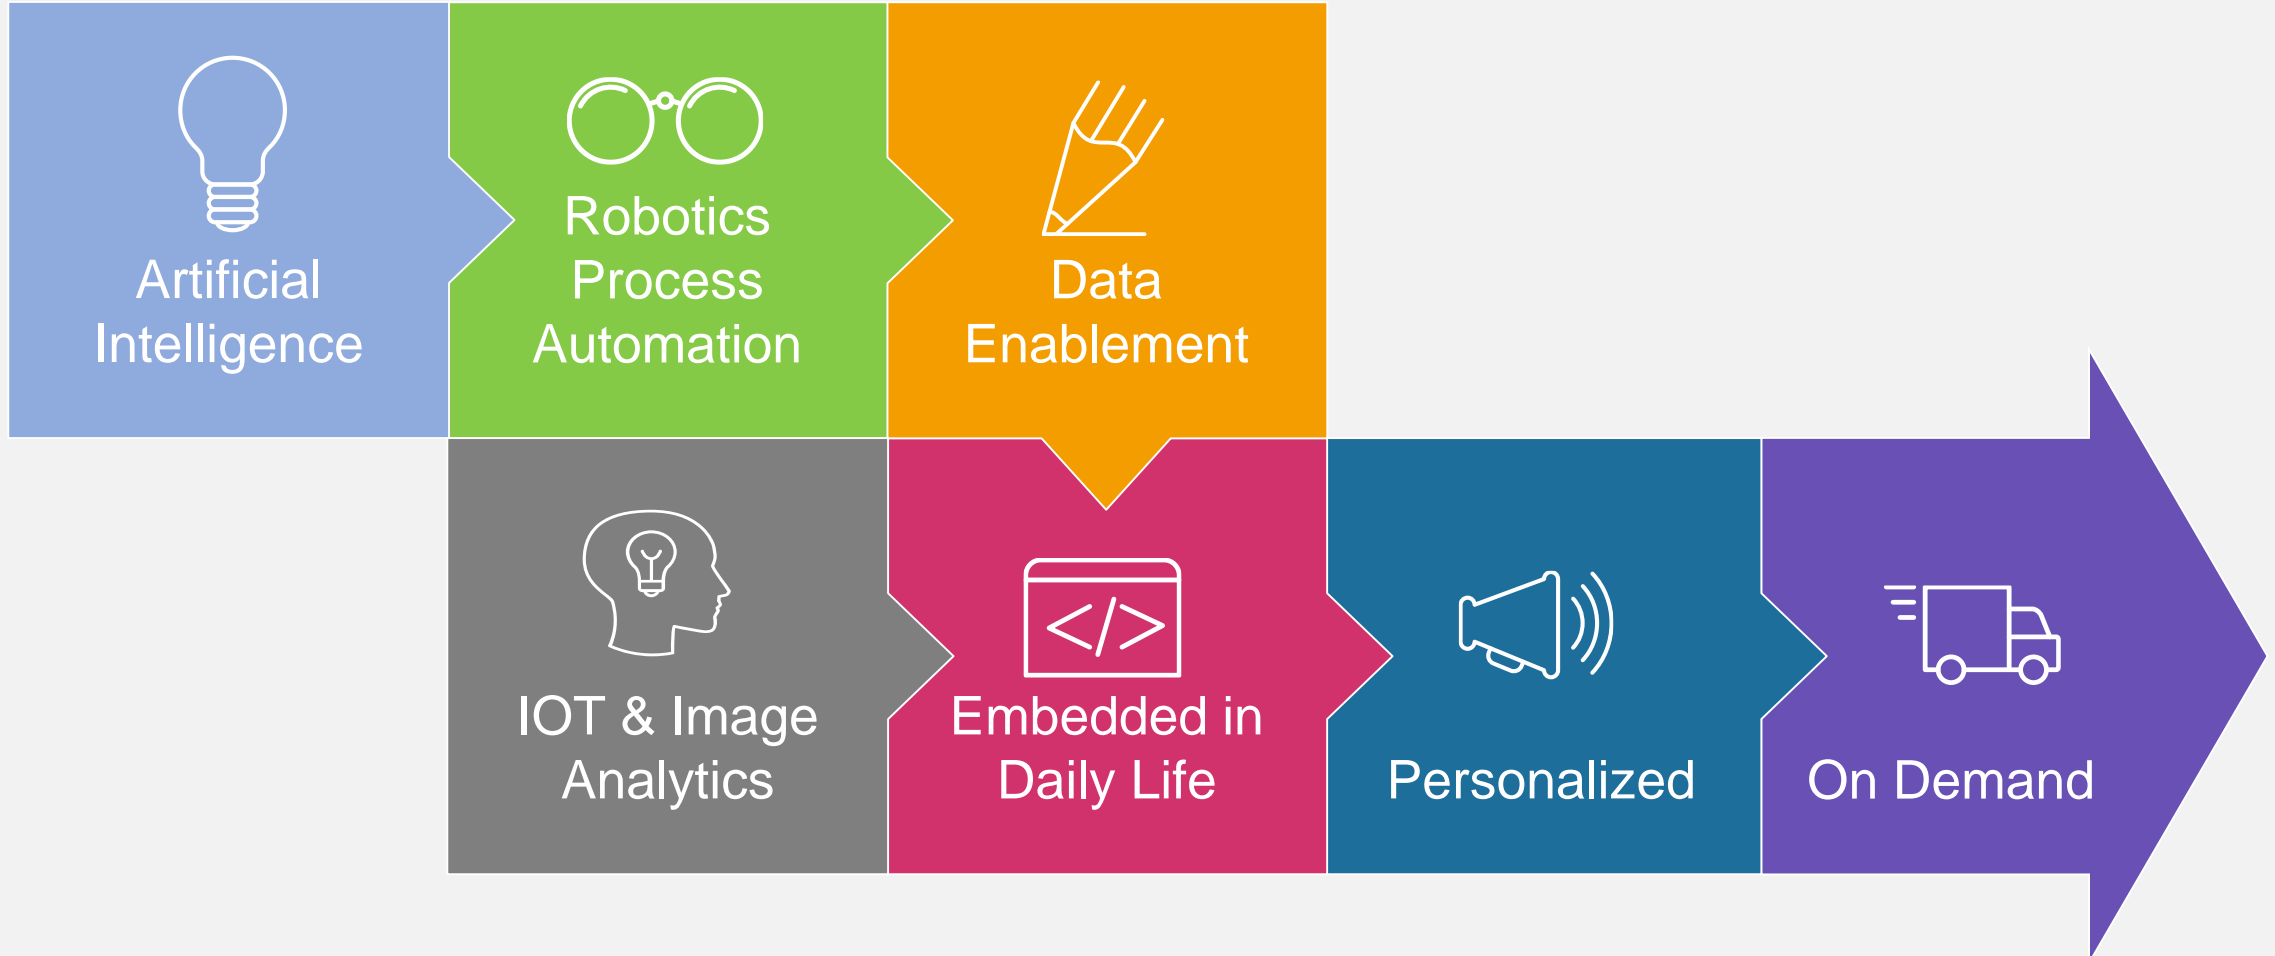 Artificial
Intelligence
Robotics
Process
Automation
Data
Enablement
IOT & Image
Analytics
</>
Embedded in
Daily Life
Personalized
On Demand